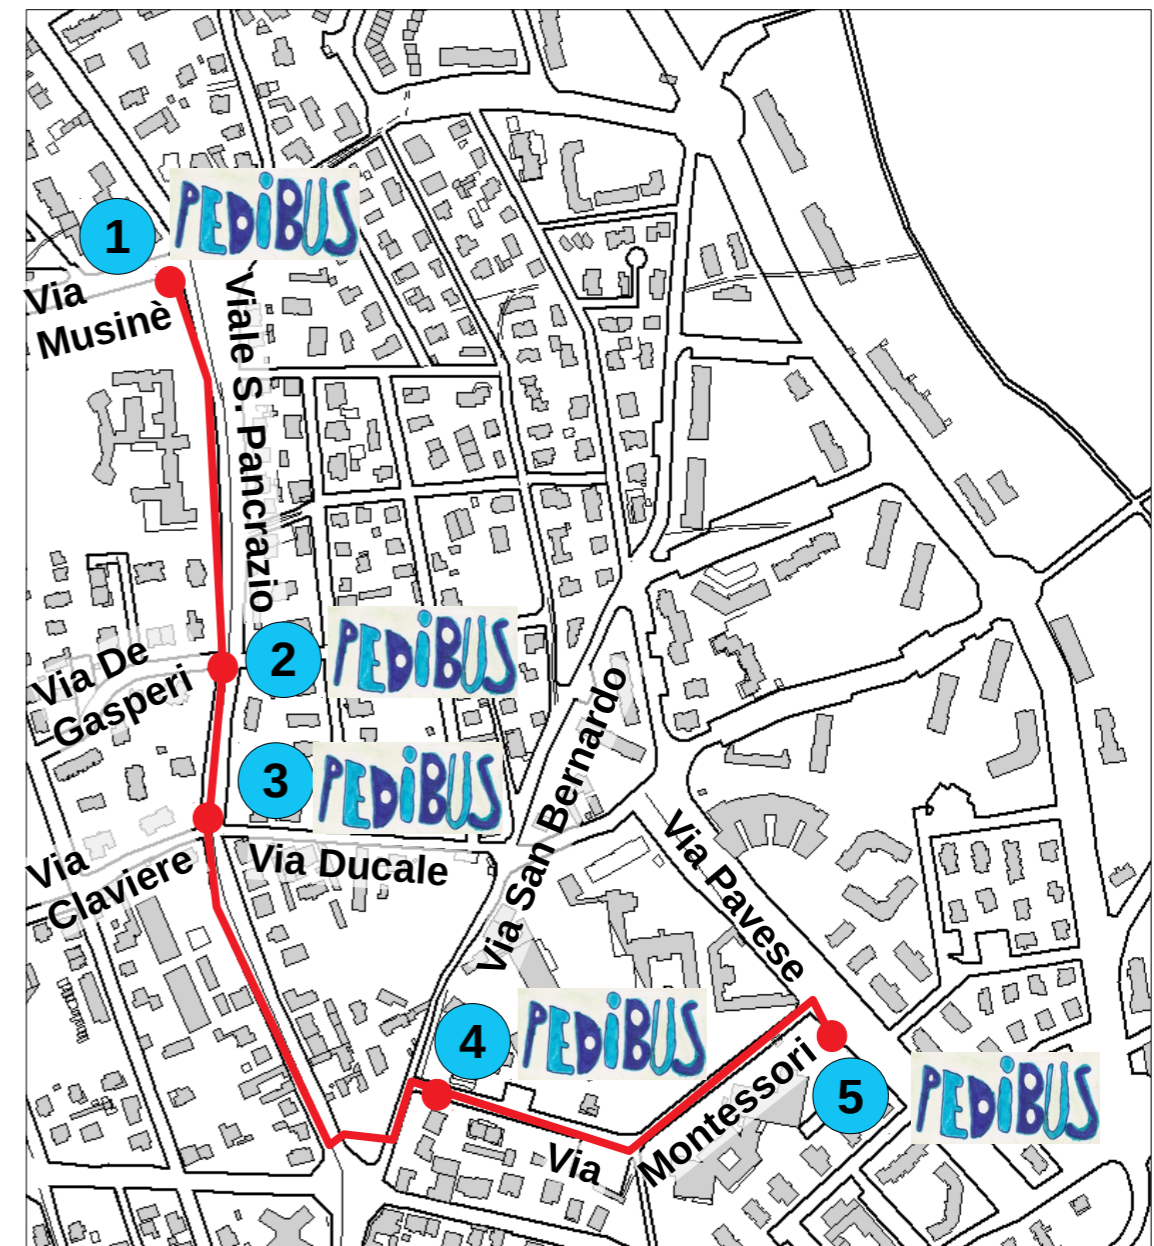 1
PEDiBUS
Via
Musinè
Viale S. Pancrazio
Via De
Gasperi
2
PEDiBUS
3
PEDiBUS
Via
Claviere
Via Ducale
Via San Bernardo
Via Pavese
4
PEDiBUS
Via
Montessori
5
PEDiBUS